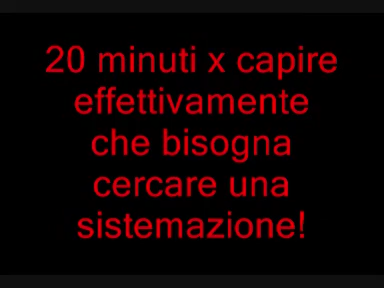 20 minuti x capire
effettivamente
che bisogna
cercare una
sistemazione!